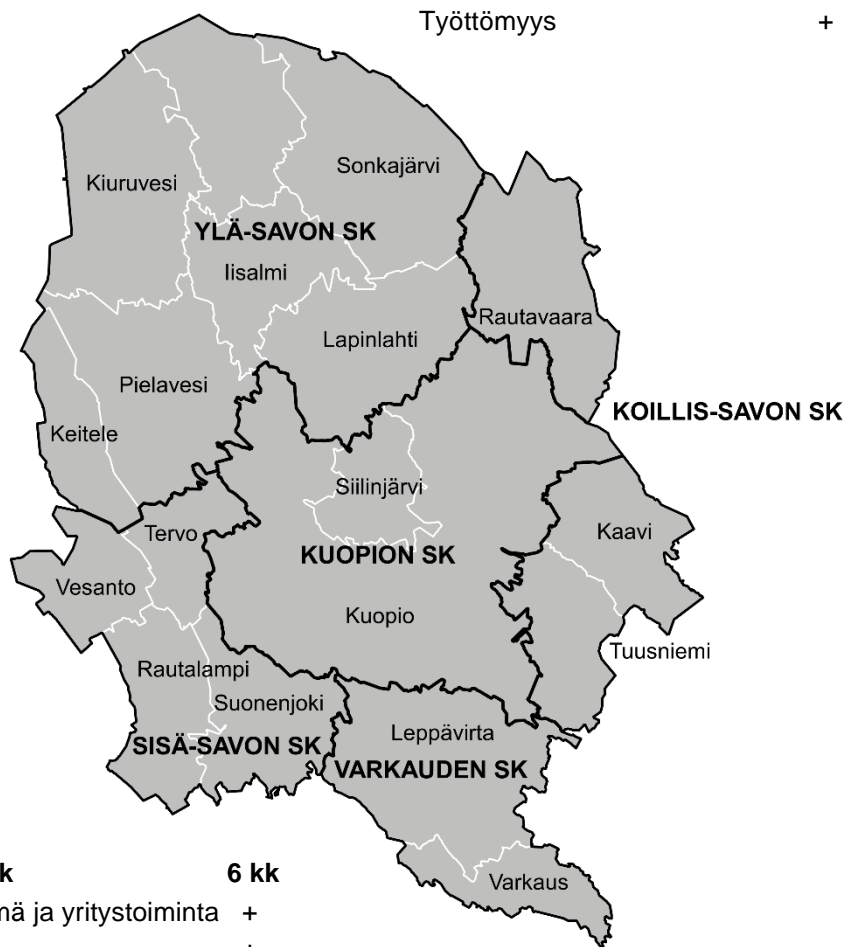 Työttömyys +
Sonkajärvi
Kiuruvesi
YLÄ-SAVON SK
Iisalmi
Rautavaara
Lapinlahti
Pielavesi
KOILLIS-SAVON SK
Keitele
Siilinjärvi
Tervo
Kaavi
KUOPION SK
Vesanto
Kuopio
Tuusniemi
Rautalampi
Suonenjoki
Leppävirta
SISÄ-SAVON SK
VARKAUDEN SK
k 6 kk
Varkaus
mä ja yritystoiminta +